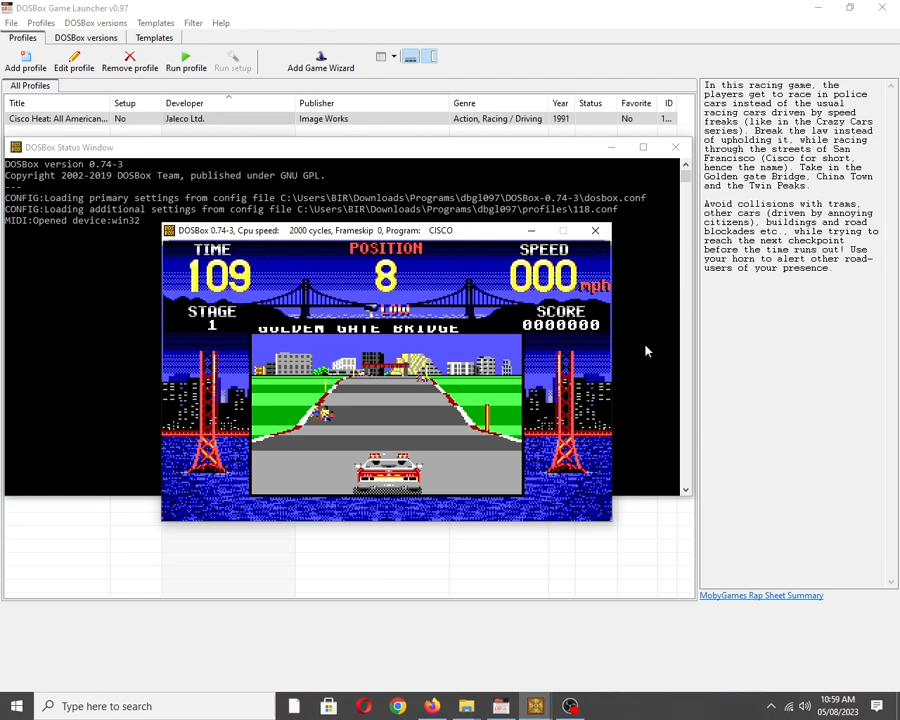 DOSBox Game Launcher v0.97
File Profiles DOSBox versions Templates Filter Help
Profiles DOSBox versions Templates
Add profile Edit profile Remove profile Run profile Run setup Add Game Wizard
All Profiles
Title Setup Developer Publisher Genre Year Status Favorite ID
Cisco Heat: All American... No Jaleco Ltd. Image Works Action, Racing / Driving 1991 No 1...
DOSBox Status Window
DOSBox version 0.74-3
Copyright 2002-2019 DOSBox Team, published under GNU GPL.
---
CONFIG:Loading primary settings from config file C:\Users\BIR\Downloads\Programs\dbgl097\DOSBox-0.74-3\dosbox.conf
CONFIG:Loading additional settings from config file C:\Users\BIR\Downloads\Programs\dbgl097\profiles\118.conf
MIDI:Opened device:win32
DOSBox 0.74-3, Cpu speed: 2000 cycles, Frameskip 0, Program: CISCO
TIME POSITION SPEED
109 8 000 mph
LOW
STAGE SCORE
1 0000000
GOLDEN GATE BRIDGE
In this racing game, the
players get to race in police
cars instead of the usual
racing cars driven by speed
freaks (like in the Crazy Cars
series). Break the law instead
of upholding it, while racing
through the streets of San
Francisco (Cisco for short,
hence the name). Take in the
Golden gate Bridge, China Town
and the Twin Peaks.
Avoid collisions with trams,
other cars (driven by annoying
citizens), buildings and road
blockades etc., while trying to
reach the next checkpoint
before the time runs out! Use
your horn to alert other road-
users of your presence.
MobyGames Rap Sheet Summary
Type here to search
10:59 AM
05/08/2023